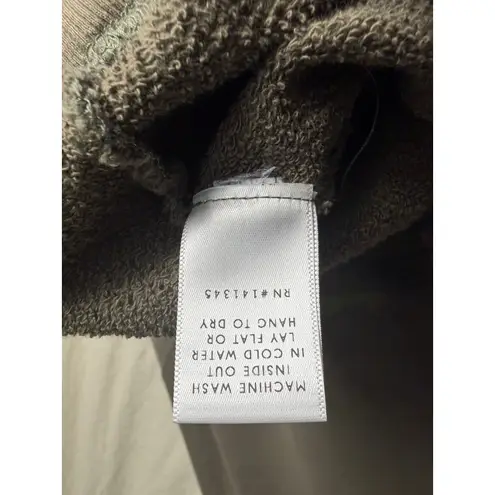 MACHINE WASH
INSIDE OUT
IN COLD WATER
LAY FLAT OR
HANG TO DRY
RN #141345